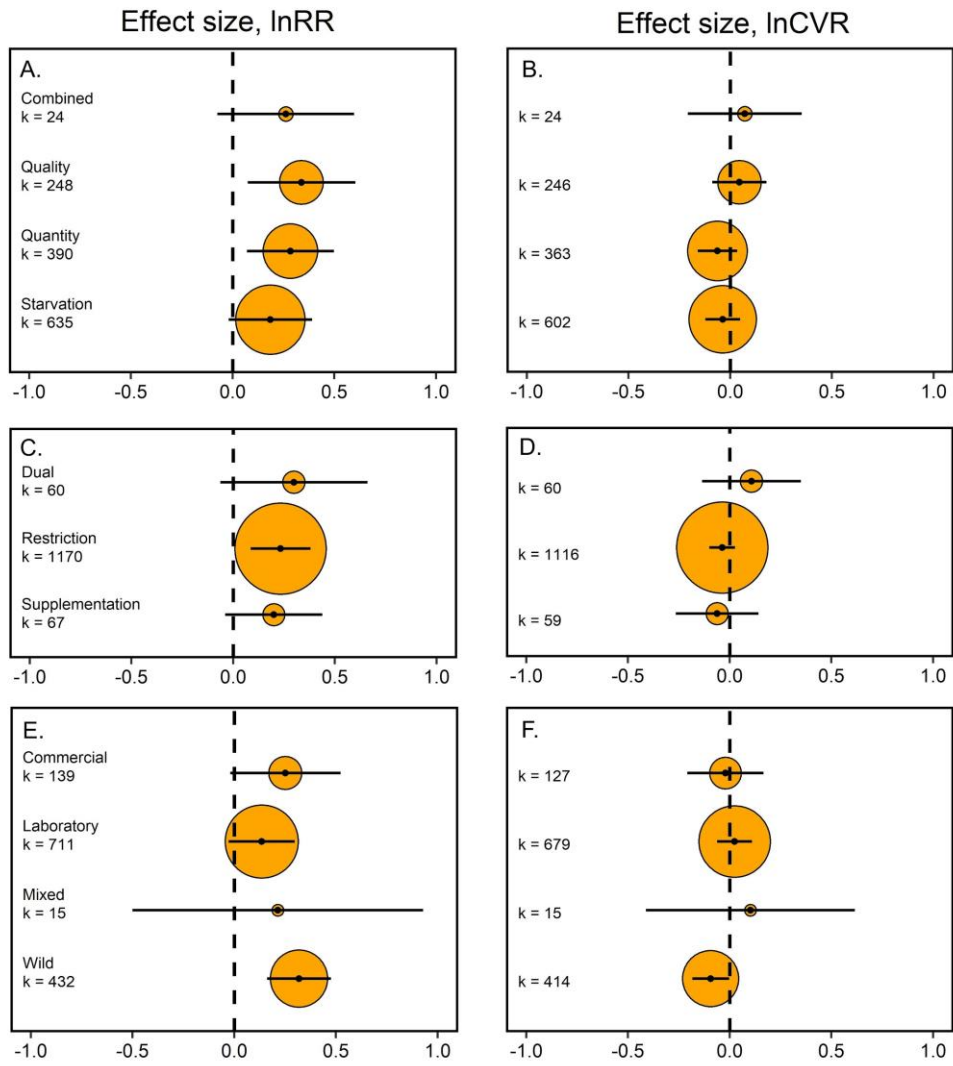 Effect size, lnRR
Effect size, lnCVR
A.
Combined
k = 24
Quality
k = 248
Quantity
k = 390
Starvation
k = 635
-1.0 -0.5 0.0 0.5 1.0
B.
k = 24
k = 246
k = 363
k = 602
-1.0 -0.5 0.0 0.5 1.0
C.
Dual
k = 60
Restriction
k = 1170
Supplementation
k = 67
-1.0 -0.5 0.0 0.5 1.0
D.
k = 60
k = 1116
k = 59
-1.0 -0.5 0.0 0.5 1.0
E.
Commercial
k = 139
Laboratory
k = 711
Mixed
k = 15
Wild
k = 432
-1.0 -0.5 0.0 0.5 1.0
F.
k = 127
k = 679
k = 15
k = 414
-1.0 -0.5 0.0 0.5 1.0